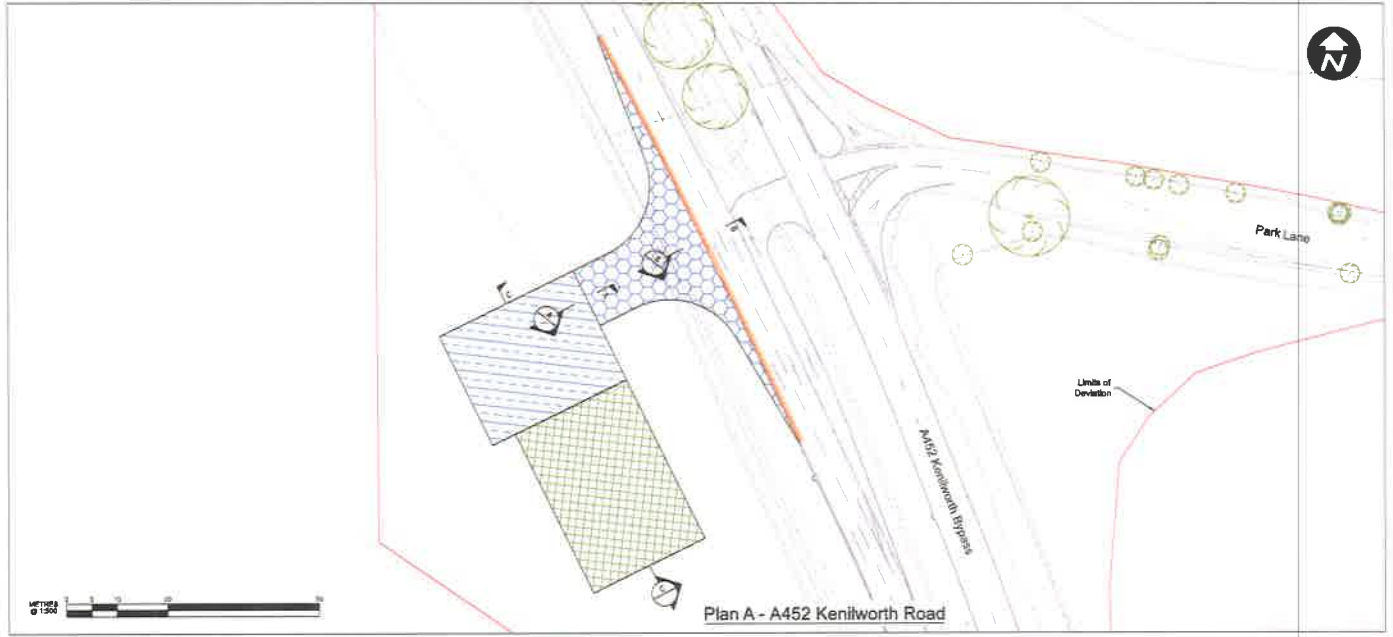 N
Park Lane
Limits of
Deviation
A452 Kenilworth Bypass
C
B
C
METRES
@ 1:500
Plan A - A452 Kenilworth Road